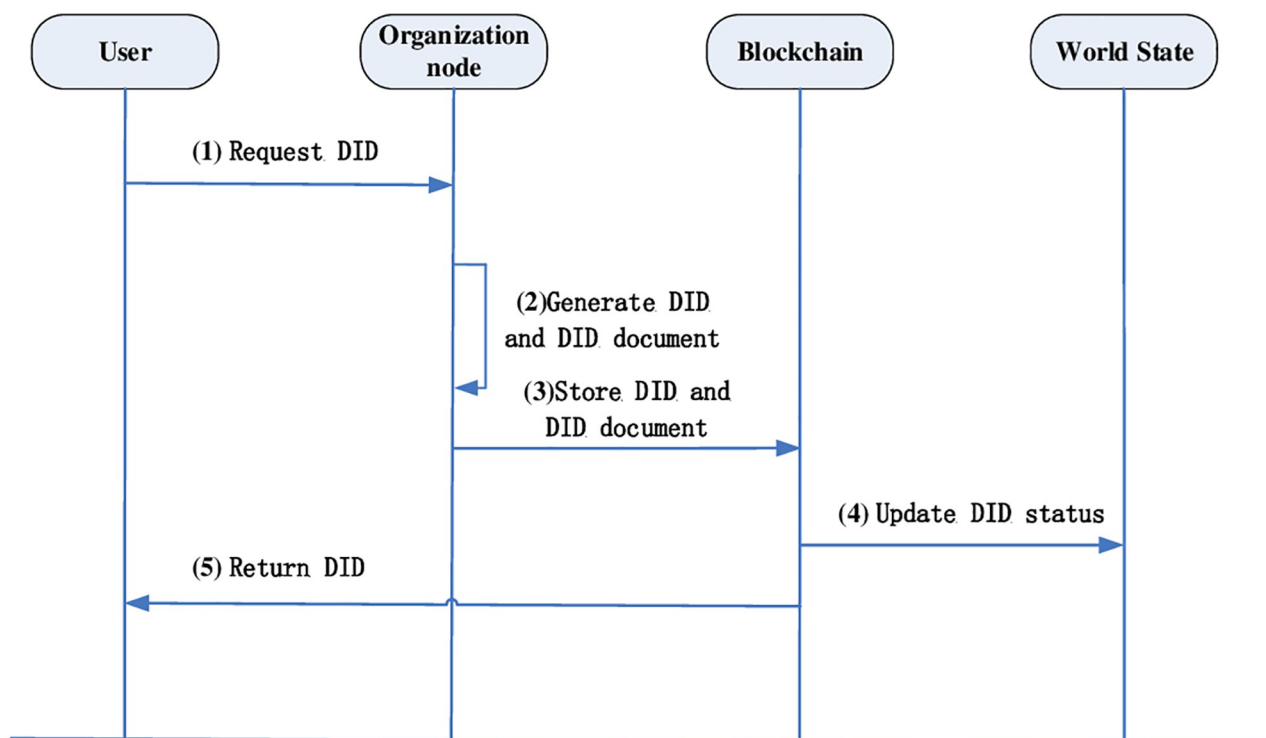 User
Organization
node
Blockchain
World State
(1) Request DID
(2)Generate DID
and DID document
(3)Store DID and
DID document
(4) Update DID status
(5) Return DID